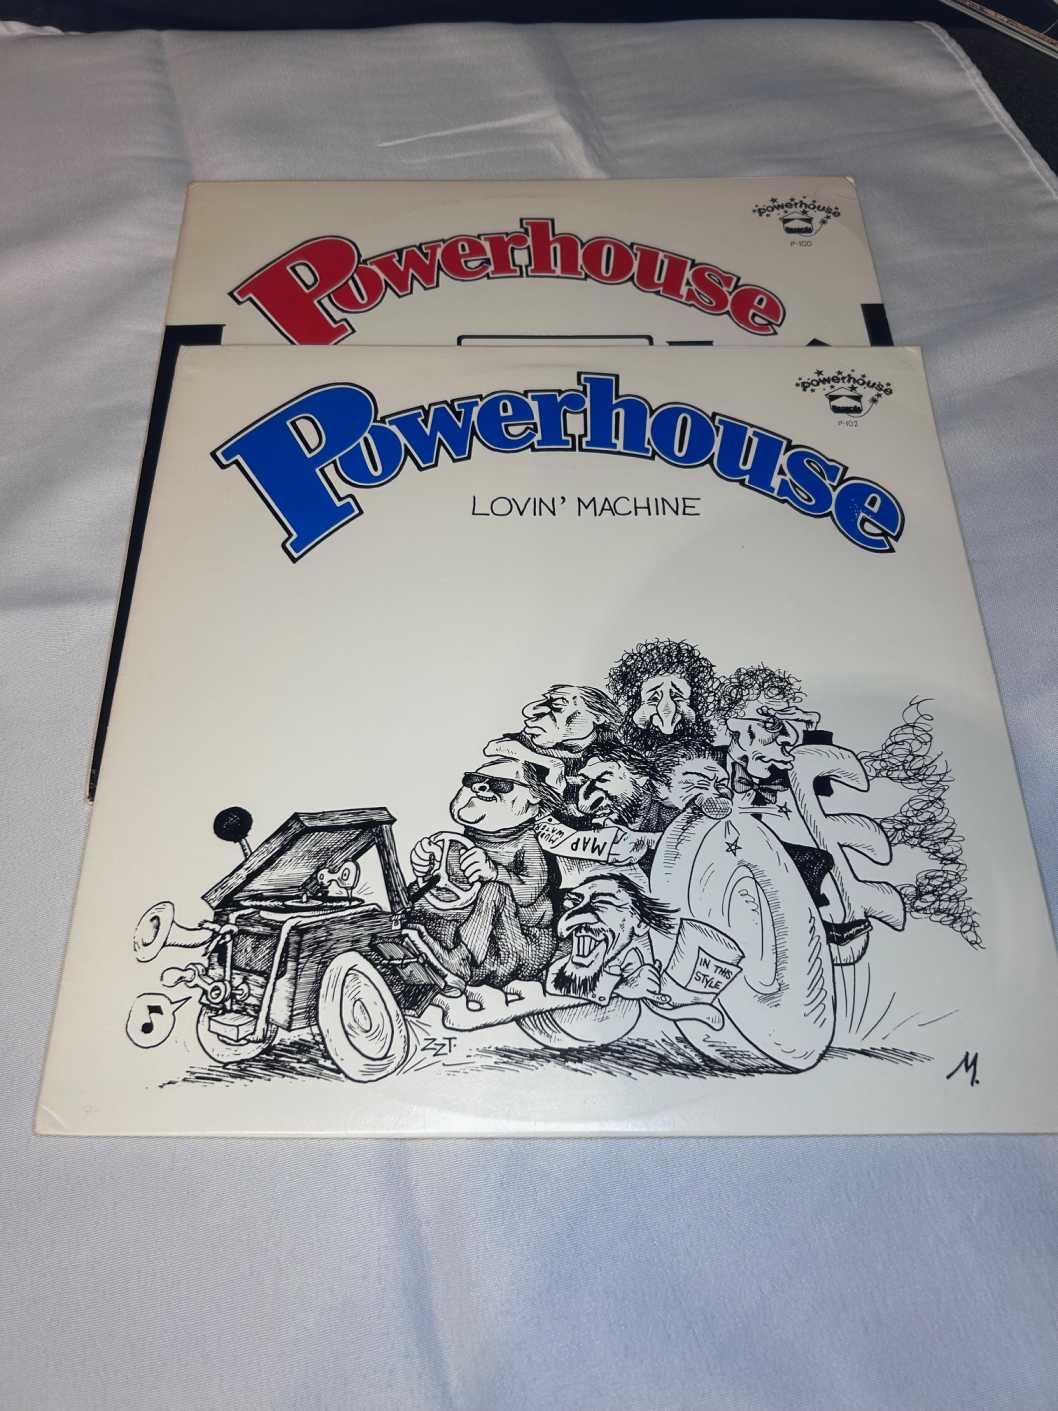 powerhouse
P-100
Powerhouse
powerhouse
P-102
Powerhouse
LOVIN' MACHINE
MAP
IN THIS
STYLE
ZZT
M.